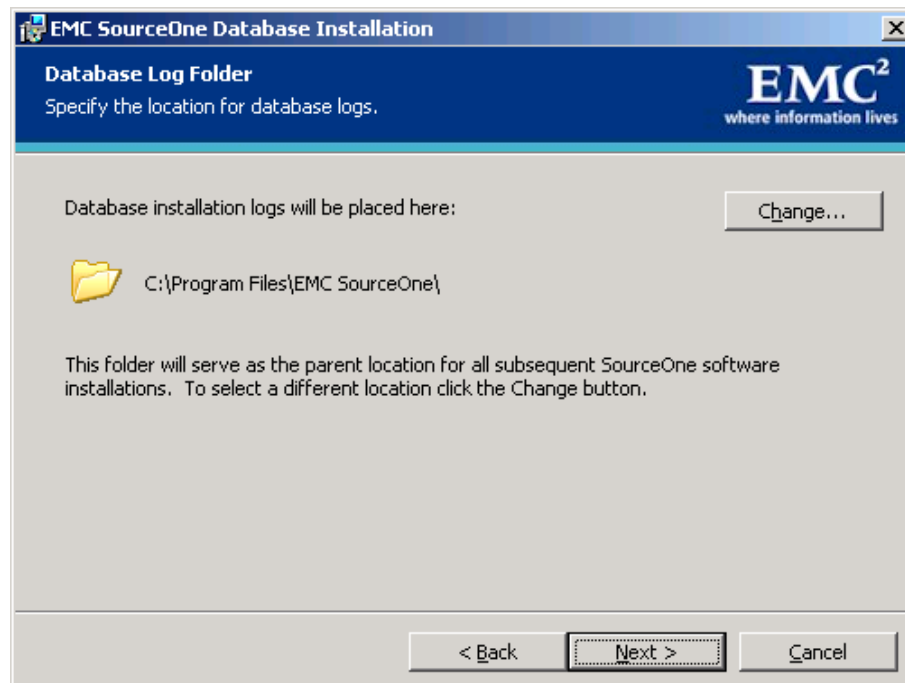 EMC SourceOne Database Installation
Database Log Folder
Specify the location for database logs.
EMC²
where information lives
Database installation logs will be placed here:
Change...
C:\Program Files\EMC SourceOne\
This folder will serve as the parent location for all subsequent SourceOne software
installations. To select a different location click the Change button.
< Back
Next >
Cancel